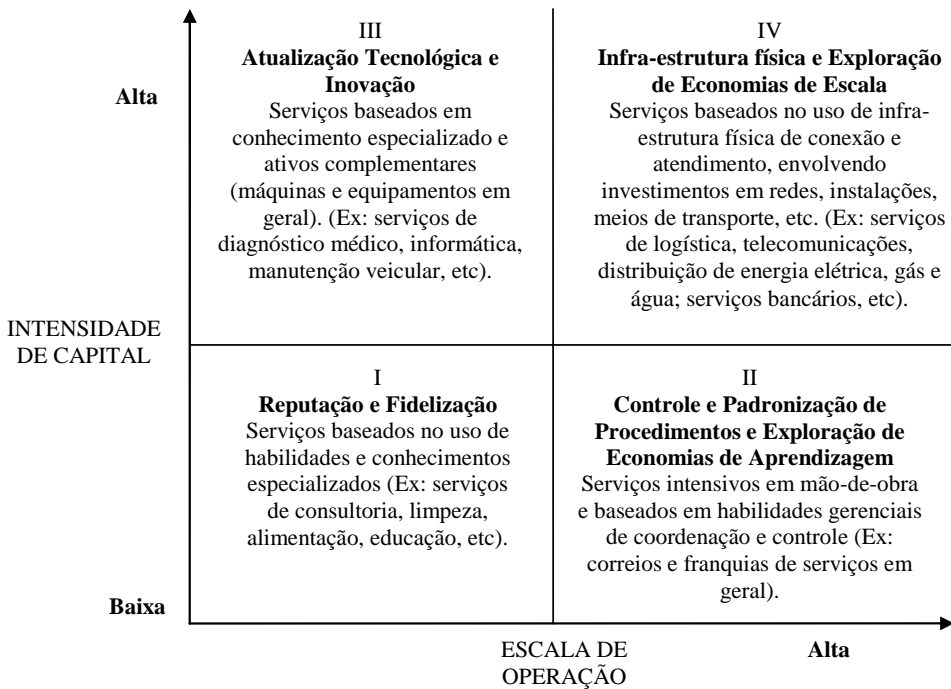 III
Atualização Tecnológica e
Inovação
Serviços baseados em
conhecimento especializado e
ativos complementares
(máquinas e equipamentos em
geral). (Ex: serviços de
diagnóstico médico, informática,
manutenção veicular, etc).
IV
Infra-estrutura física e Exploração
de Economias de Escala
Serviços baseados no uso de infra-
estrutura física de conexão e
atendimento, envolvendo
investimentos em redes, instalações,
meios de transporte, etc. (Ex: serviços
de logística, telecomunicações,
distribuição de energia elétrica, gás e
água; serviços bancários, etc).
Alta
INTENSIDADE
DE CAPITAL
I
Reputação e Fidelização
Serviços baseados no uso de
habilidades e conhecimentos
especializados (Ex: serviços
de consultoria, limpeza,
alimentação, educação, etc).
II
Controle e Padronização de
Procedimentos e Exploração de
Economias de Aprendizagem
Serviços intensivos em mão-de-obra
e baseados em habilidades gerenciais
de coordenação e controle (Ex:
correios e franquias de serviços em
geral).
Baixa
ESCALA DE
OPERAÇÃO
Alta